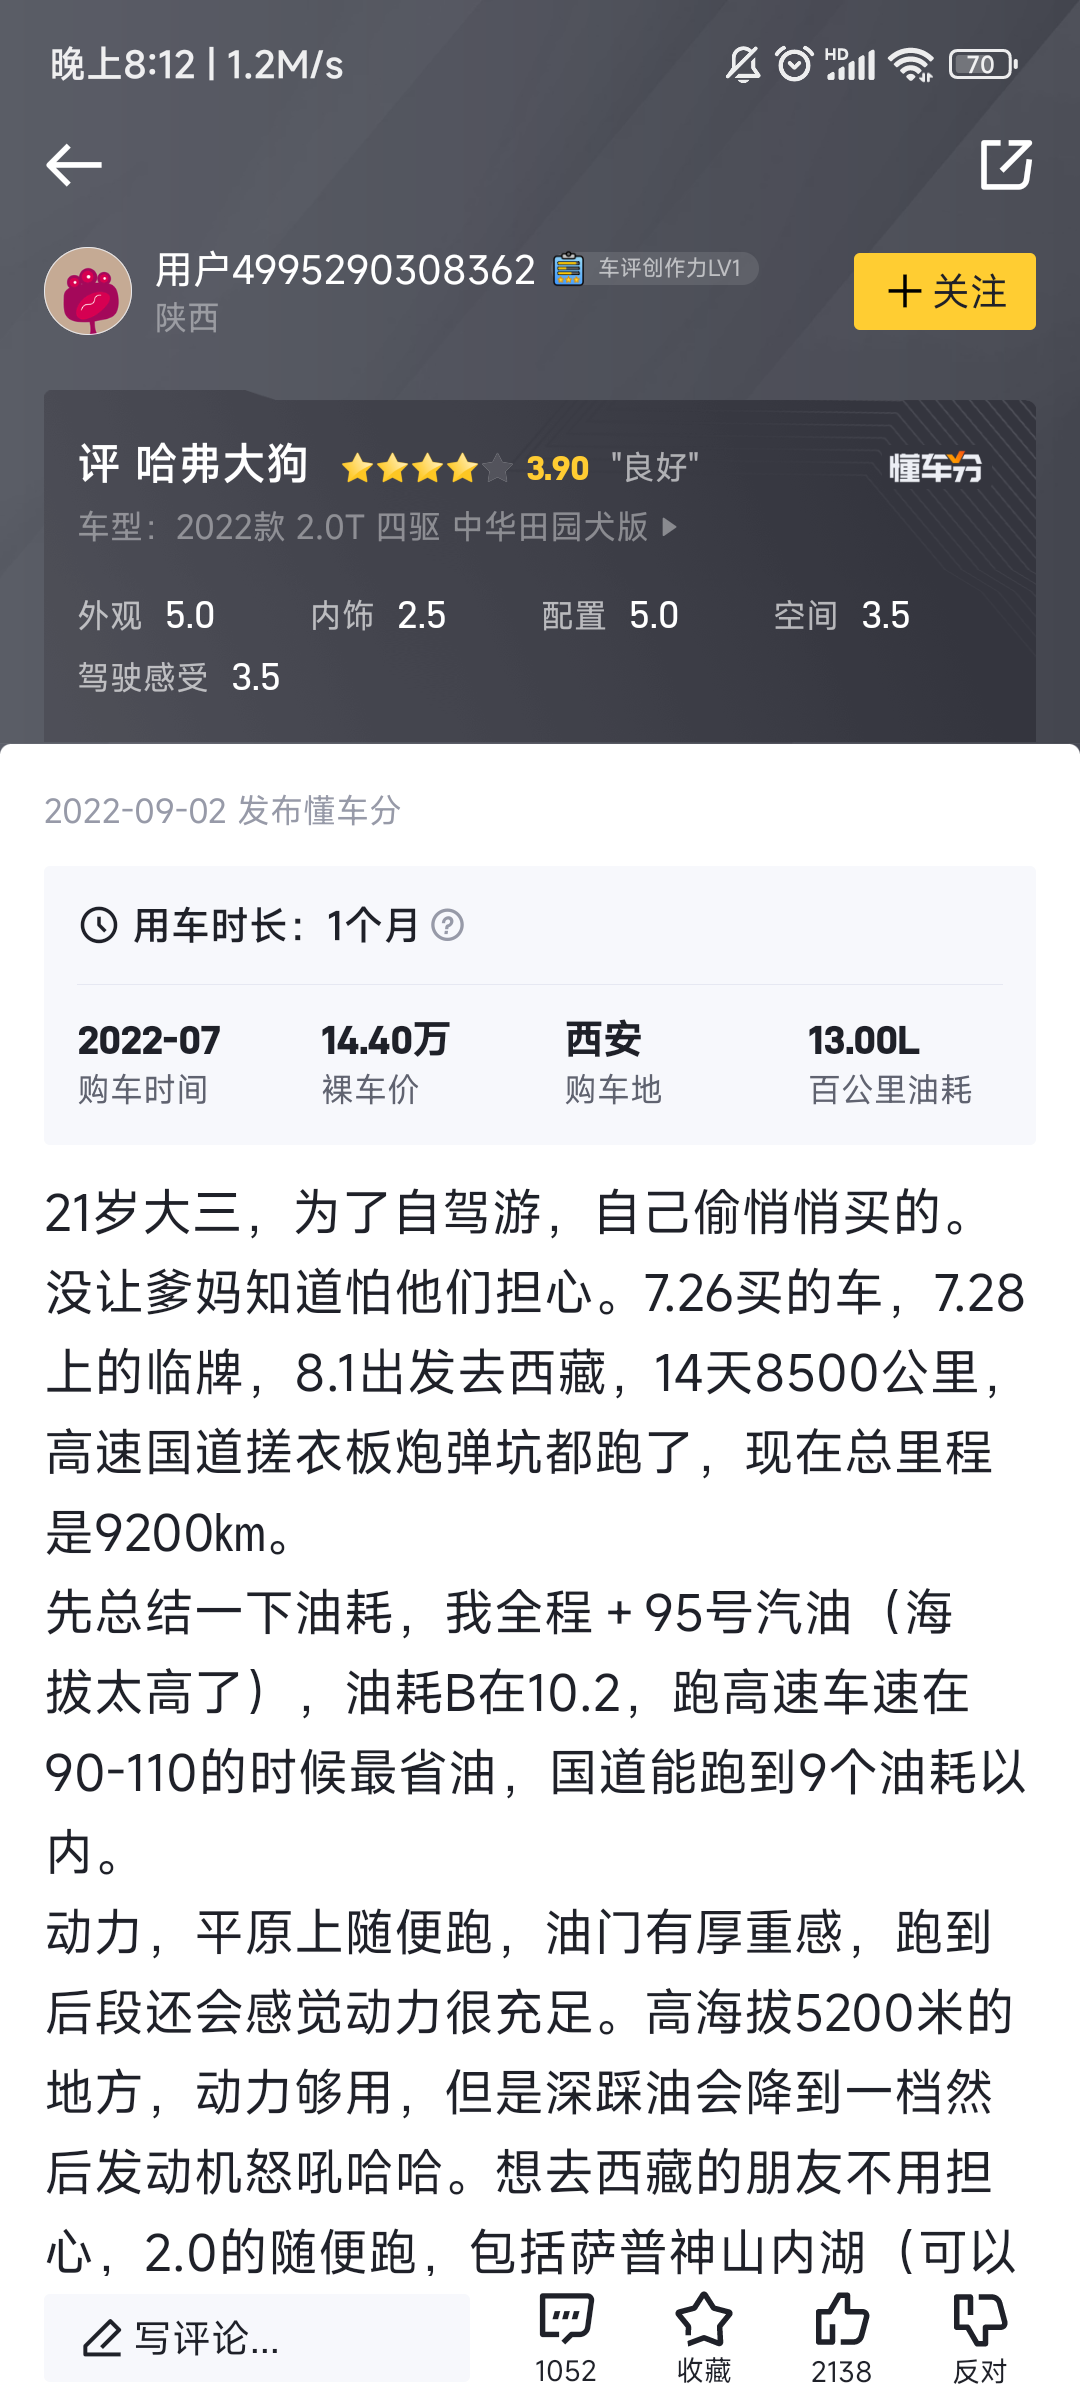 晚上8:12 | 1.2M/s
HD
70
用户4995290308362 车评创作力LV1
陕西
关注
评 哈弗大狗 3.90 "良好"
懂车分
车型：2022款 2.0T 四驱 中华田园犬版
外观 5.0 内饰 2.5 配置 5.0 空间 3.5
驾驶感受 3.5
2022-09-02 发布懂车分
用车时长：1个月
2022-07 14.40万 西安 13.00L
购车时间 裸车价 购车地 百公里油耗
21岁大三，为了自驾游，自己偷悄悄买的。
没让爹妈知道怕他们担心。7.26买的车，7.28
上的临牌，8.1出发去西藏，14天8500公里，
高速国道搓衣板炮弹坑都跑了，现在总里程
是9200km。
先总结一下油耗，我全程 + 95号汽油（海
拔太高了），油耗B在10.2，跑高速车速在
90-110的时候最省油，国道能跑到9个油耗以
内。
动力，平原上随便跑，油门有厚重感，跑到
后段还会感觉动力很充足。高海拔5200米的
地方，动力够用，但是深踩油会降到一档然
后发动机怒吼哈哈。想去西藏的朋友不用担
心，2.0的随便跑，包括萨普神山内湖（可以
写评论...
1052 收藏 2138 反对